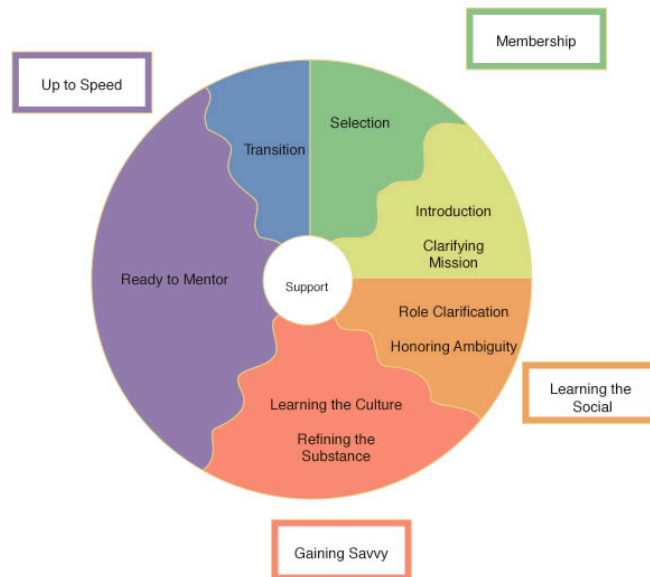 Membership
Up to Speed
Selection
Transition
Introduction
Clarifying
Mission
Ready to Mentor
Support
Role Clarification
Honoring Ambiguity
Learning the
Social
Learning the Culture
Refining the
Substance
Gaining Savvy